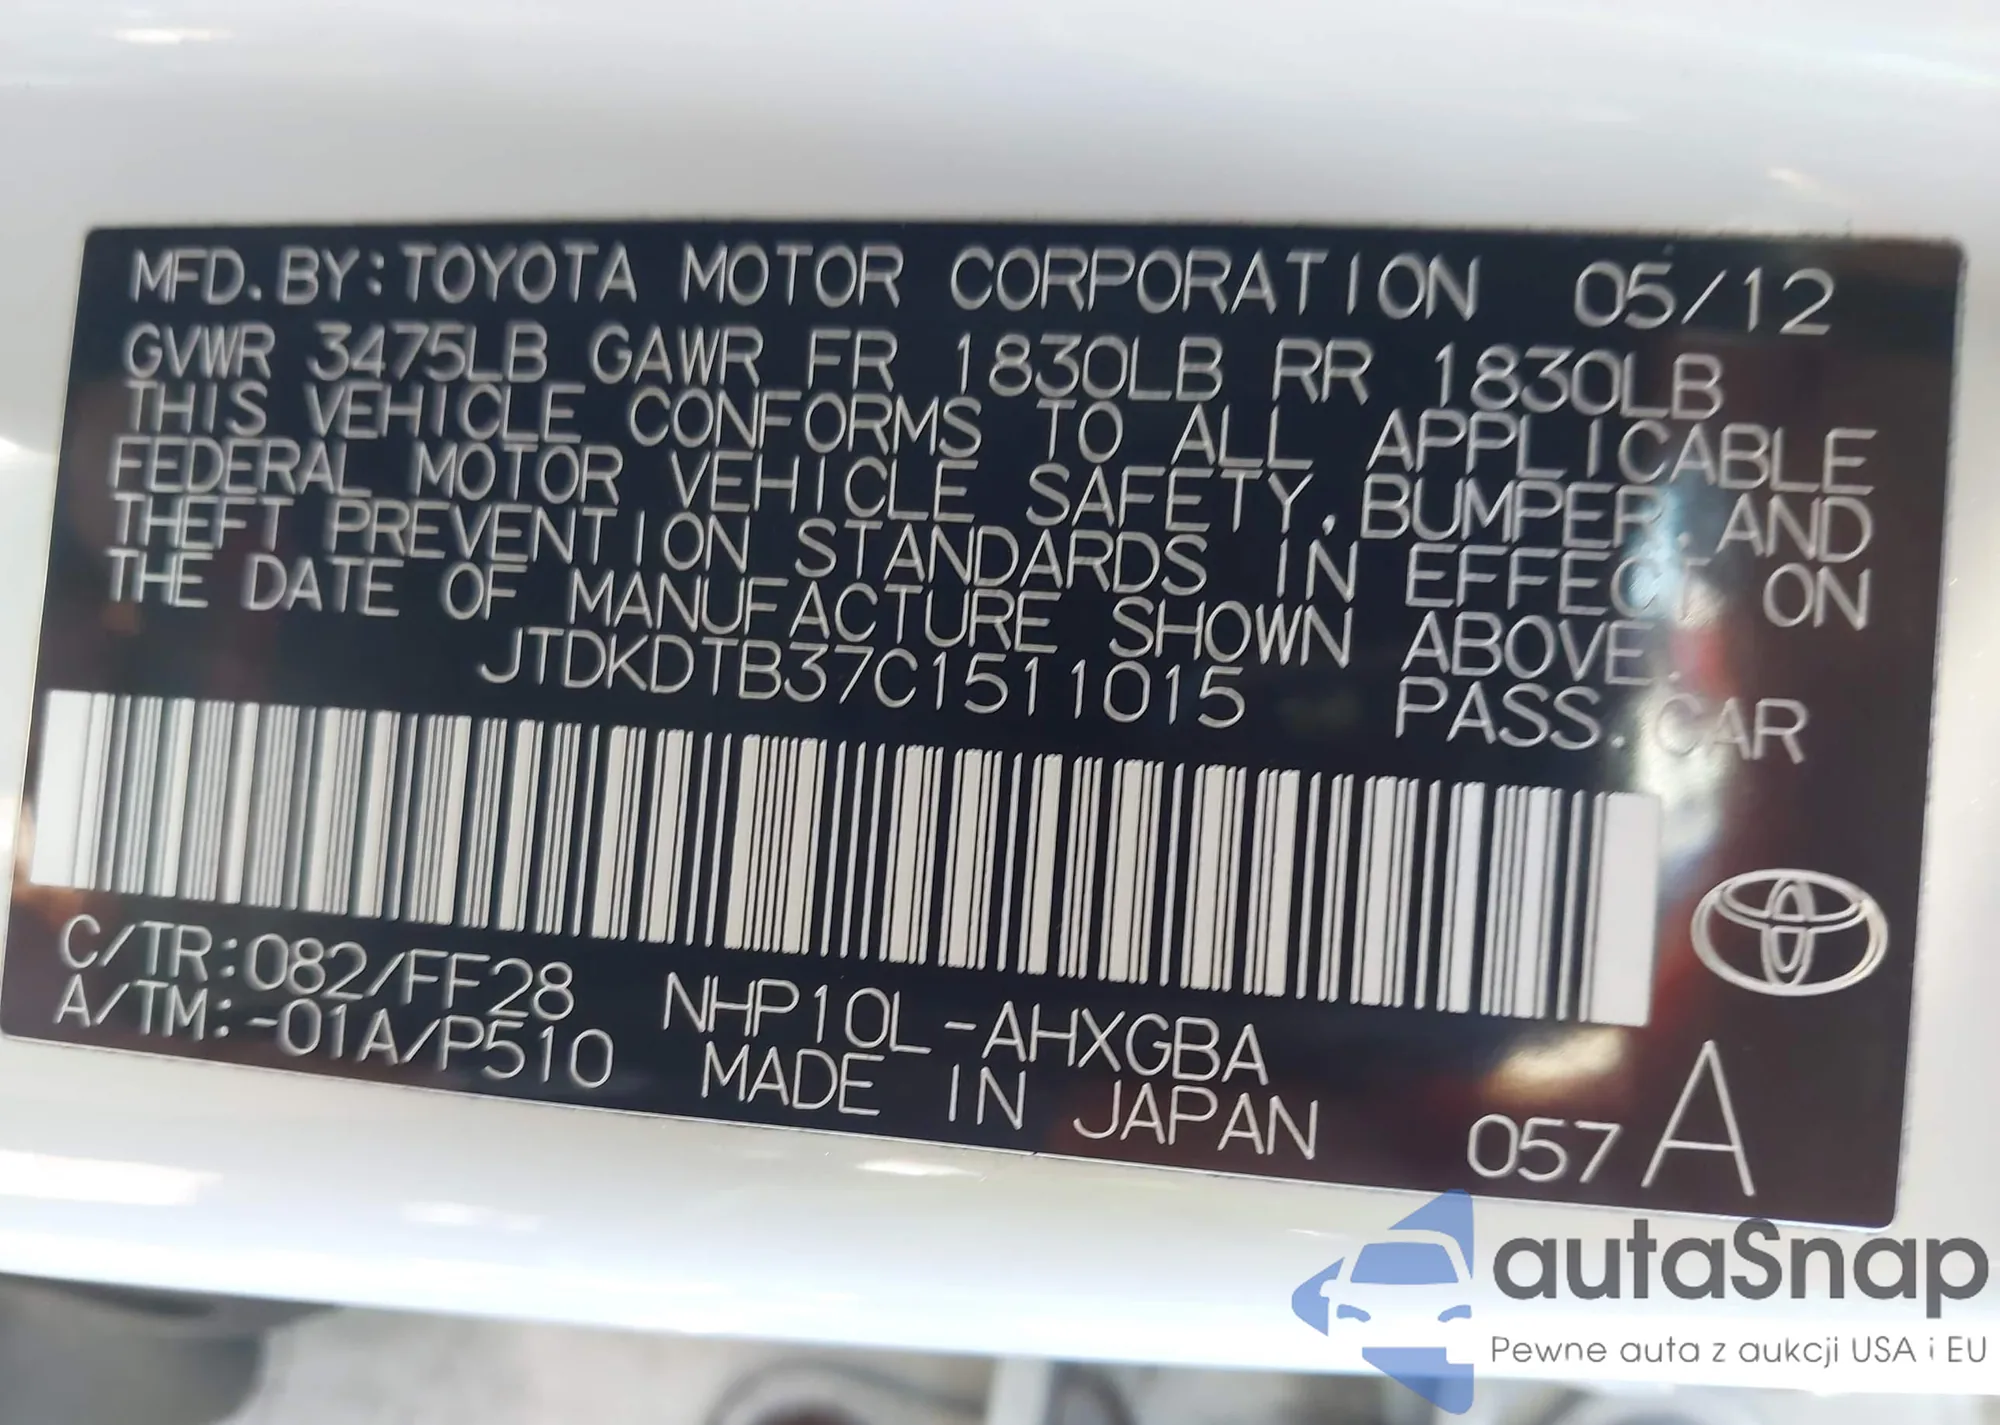 MFD. BY: TOYOTA MOTOR CORPORATION 05/12
GVWR 3475LB GAWR FR 1830LB RR 1830LB
THIS VEHICLE CONFORMS TO ALL APPLICABLE
FEDERAL MOTOR VEHICLE SAFETY, BUMPER, AND
THEFT PREVENTION STANDARDS IN EFFECT ON
THE DATE OF MANUFACTURE SHOWN ABOVE.
JTDKDTB37C1511015 PASS. CAR
C/TR: 082/FF28 NHP10L-AHXGBA
A/TM: -01A/P510 MADE IN JAPAN
057 A
autaSnap
Pewne auta z aukcji USA i EU